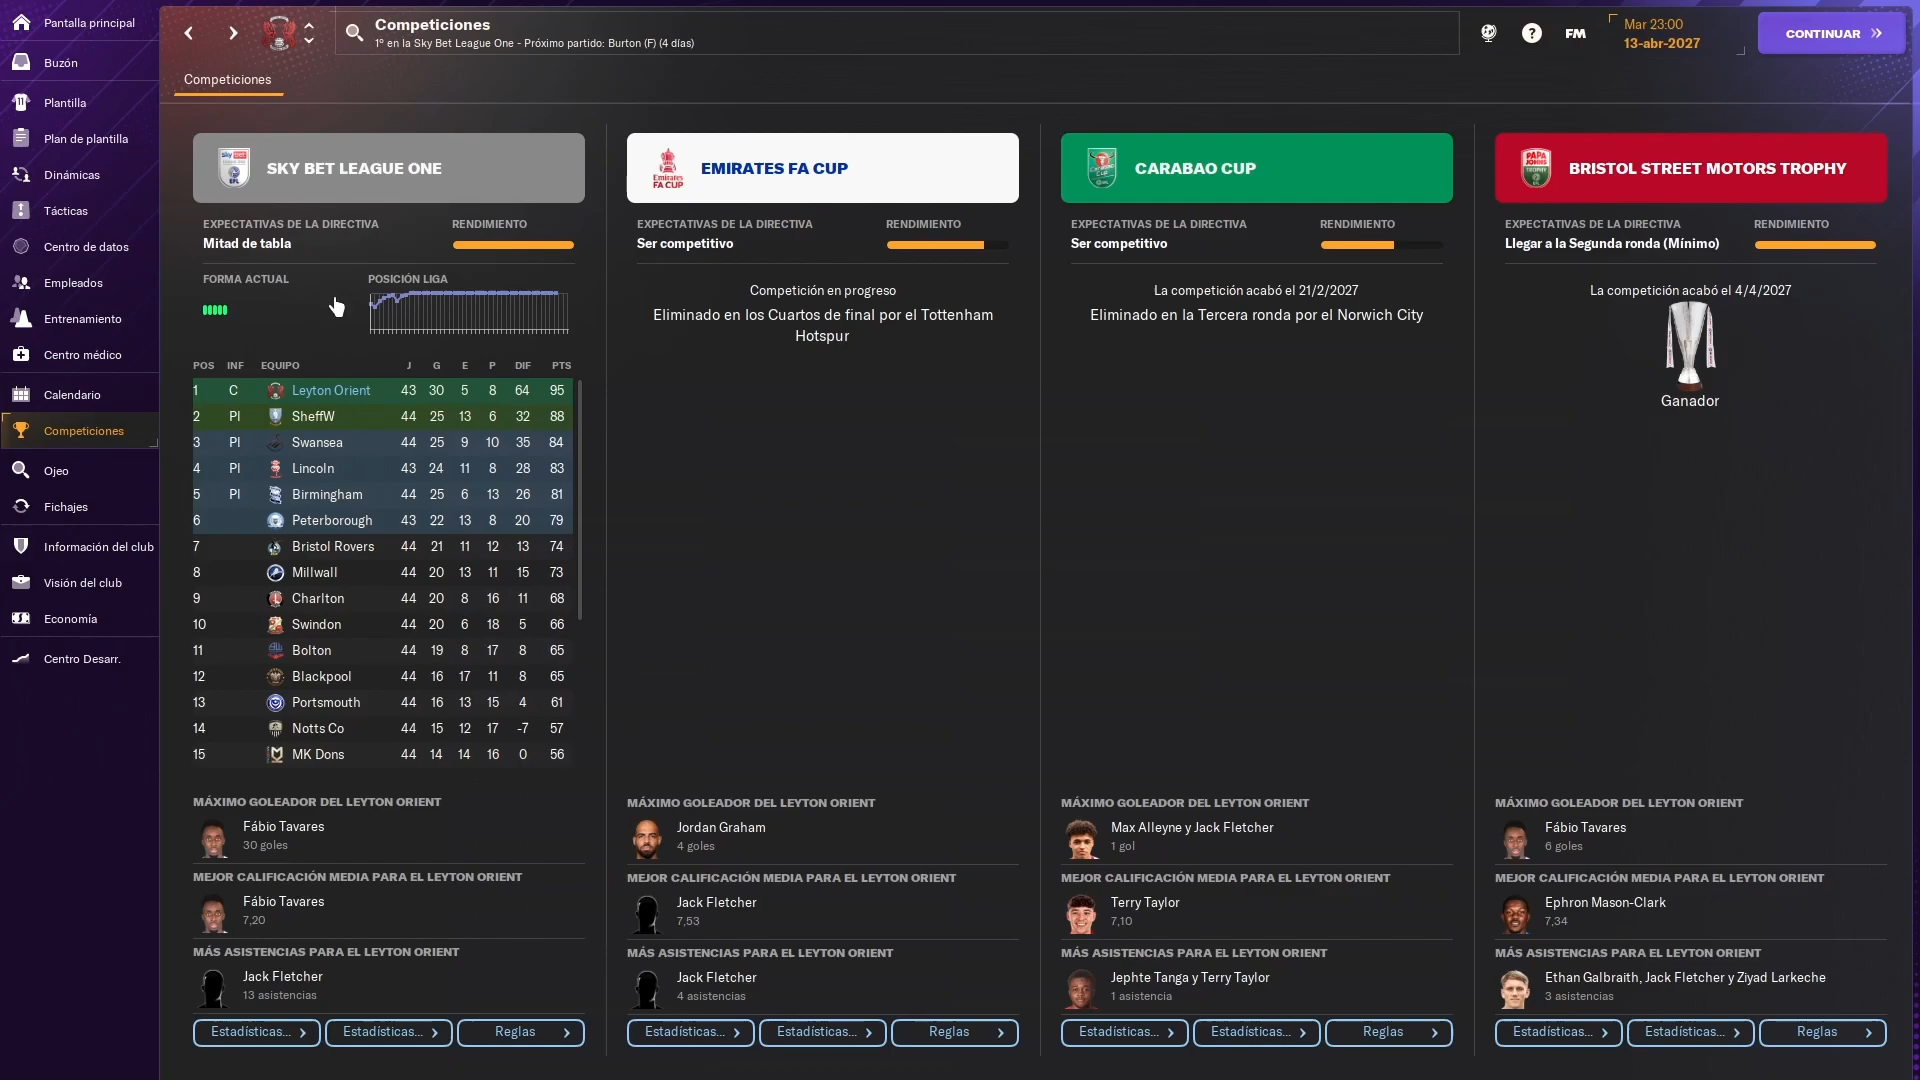 Pantalla principal
Buzón
Plantilla
Plan de plantilla
Dinámicas
Tácticas
Centro de datos
Empleados
Entrenamiento
Centro médico
Calendario
Competiciones
Ojeo
Fichajes
Información del club
Visión del club
Economía
Centro Desarr.
Competiciones
1º en la Sky Bet League One - Próximo partido: Burton (F) (4 días)
FM
Mar 23:00
13-abr-2027
CONTINUAR
Competiciones
SKY BET LEAGUE ONE
EXPECTATIVAS DE LA DIRECTIVA RENDIMIENTO
Mitad de tabla
FORMA ACTUAL POSICIÓN LIGA
POS INF EQUIPO J G E P DIF PTS
1 C Leyton Orient 43 30 5 8 64 95
2 Pl SheffW 44 25 13 6 32 88
3 Pl Swansea 44 25 9 10 35 84
4 Pl Lincoln 43 24 11 8 28 83
5 Pl Birmingham 44 25 6 13 26 81
6 Peterborough 43 22 13 8 20 79
7 Bristol Rovers 44 21 11 12 13 74
8 Millwall 44 20 13 11 15 73
9 Charlton 44 20 8 16 11 68
10 Swindon 44 20 6 18 5 66
11 Bolton 44 19 8 17 8 65
12 Blackpool 44 16 17 11 8 65
13 Portsmouth 44 16 13 15 4 61
14 Notts Co 44 15 12 17 -7 57
15 MK Dons 44 14 14 16 0 56
MÁXIMO GOLEADOR DEL LEYTON ORIENT
Fábio Tavares
30 goles
MEJOR CALIFICACIÓN MEDIA PARA EL LEYTON ORIENT
Fábio Tavares
7,20
MÁS ASISTENCIAS PARA EL LEYTON ORIENT
Jack Fletcher
13 asistencias
Estadísticas... Estadísticas... Reglas
Emirates
FA CUP
EMIRATES FA CUP
EXPECTATIVAS DE LA DIRECTIVA RENDIMIENTO
Ser competitivo
Competición en progreso
Eliminado en los Cuartos de final por el Tottenham
Hotspur
MÁXIMO GOLEADOR DEL LEYTON ORIENT
Jordan Graham
4 goles
MEJOR CALIFICACIÓN MEDIA PARA EL LEYTON ORIENT
Jack Fletcher
7,53
MÁS ASISTENCIAS PARA EL LEYTON ORIENT
Jack Fletcher
4 asistencias
Estadísticas... Estadísticas... Reglas
CARABAO CUP
EXPECTATIVAS DE LA DIRECTIVA RENDIMIENTO
Ser competitivo
La competición acabó el 21/2/2027
Eliminado en la Tercera ronda por el Norwich City
MÁXIMO GOLEADOR DEL LEYTON ORIENT
Max Alleyne y Jack Fletcher
1 gol
MEJOR CALIFICACIÓN MEDIA PARA EL LEYTON ORIENT
Terry Taylor
7,10
MÁS ASISTENCIAS PARA EL LEYTON ORIENT
Jephte Tanga y Terry Taylor
1 asistencia
Estadísticas... Estadísticas... Reglas
PAPA JOHNS
TROPHY
BRISTOL STREET MOTORS TROPHY
EXPECTATIVAS DE LA DIRECTIVA RENDIMIENTO
Llegar a la Segunda ronda (Mínimo)
La competición acabó el 4/4/2027
Ganador
MÁXIMO GOLEADOR DEL LEYTON ORIENT
Fábio Tavares
6 goles
MEJOR CALIFICACIÓN MEDIA PARA EL LEYTON ORIENT
Ephron Mason-Clark
7,34
MÁS ASISTENCIAS PARA EL LEYTON ORIENT
Ethan Galbraith, Jack Fletcher y Ziyad Larkeche
3 asistencias
Estadísticas... Estadísticas... Reglas